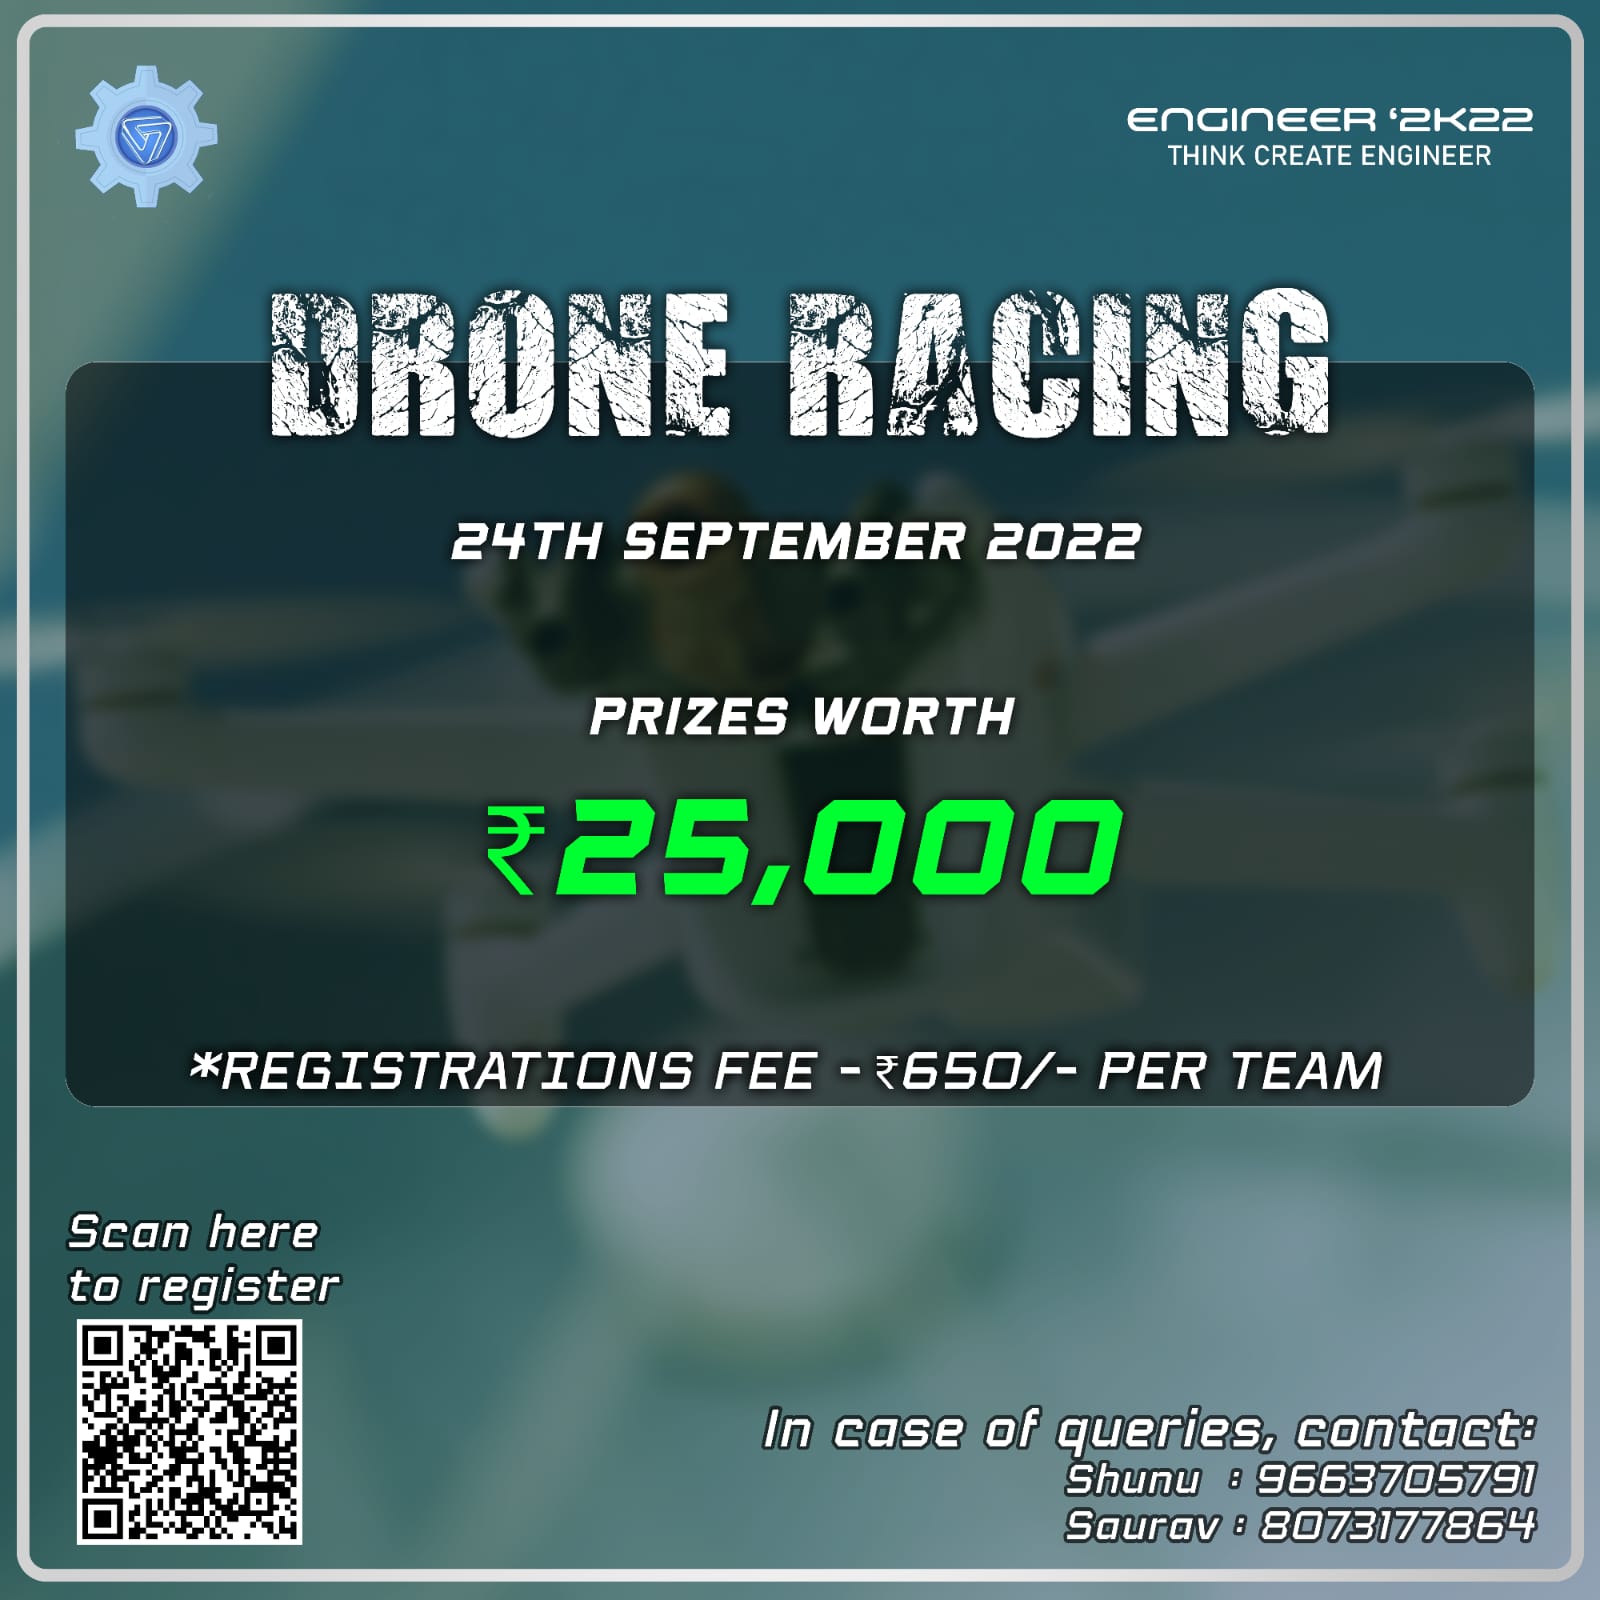 ENGINEER '2K22
THINK CREATE ENGINEER
DRONE RACING
24TH SEPTEMBER 2022
PRIZES WORTH
₹25,000
*REGISTRATIONS FEE - ₹650/- PER TEAM
Scan here
to register
In case of queries, contact:
Shunu : 9663705791
Saurav : 8073177864